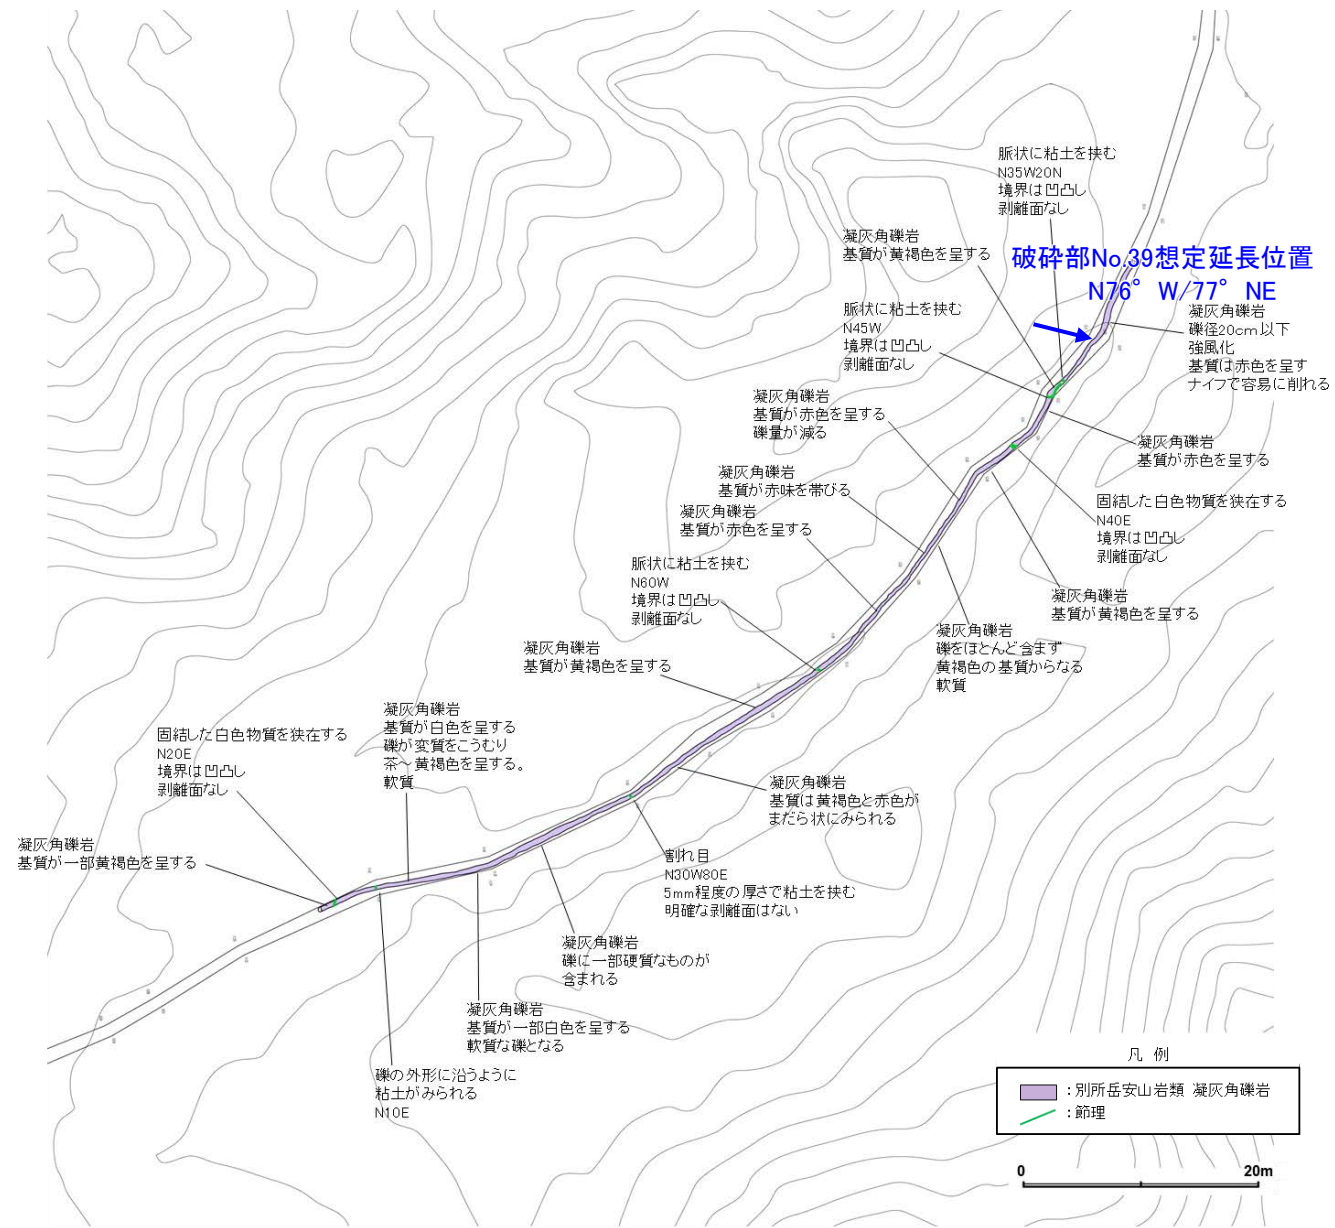 脈状に粘土を挟む
N35W20N
境界は凹凸し
剥離面なし
凝灰角礫岩
基質が黄褐色を呈する
破砕部No.39想定延長位置
N76°W/77°NE
脈状に粘土を挟む
N45W
境界は凹凸し
剥離面なし
凝灰角礫岩
礫径20cm以下
強風化
基質は赤色を呈す
ナイフで容易に削れる
凝灰角礫岩
基質が赤色を呈する
礫量が減る
凝灰角礫岩
基質が赤色を呈する
凝灰角礫岩
基質が赤味を帯びる
固結した白色物質を狭在する
N40E
境界は凹凸し
剥離面なし
凝灰角礫岩
基質が赤色を呈する
脈状に粘土を挟む
N60W
境界は凹凸し
剥離面なし
凝灰角礫岩
基質が黄褐色を呈する
凝灰角礫岩
礫をほとんど含まず
黄褐色の基質からなる
軟質
凝灰角礫岩
基質が黄褐色を呈する
凝灰角礫岩
基質が白色を呈する
礫が変質をこうむり
茶～黄褐色を呈する。
軟質
固結した白色物質を狭在する
N20E
境界は凹凸し
剥離面なし
凝灰角礫岩
基質は黄褐色と赤色が
まだら状にみられる
凝灰角礫岩
基質が一部黄褐色を呈する
割れ目
N30W80E
5mm程度の厚さで粘土を挟む
明確な剥離面はない
凝灰角礫岩
礫に一部硬質なものが
含まれる
凝灰角礫岩
基質が一部白色を呈する
軟質な礫となる
礫の外形に沿うように
粘土がみられる
N10E
凡 例
：別所岳安山岩類 凝灰角礫岩
：節理
0 20m